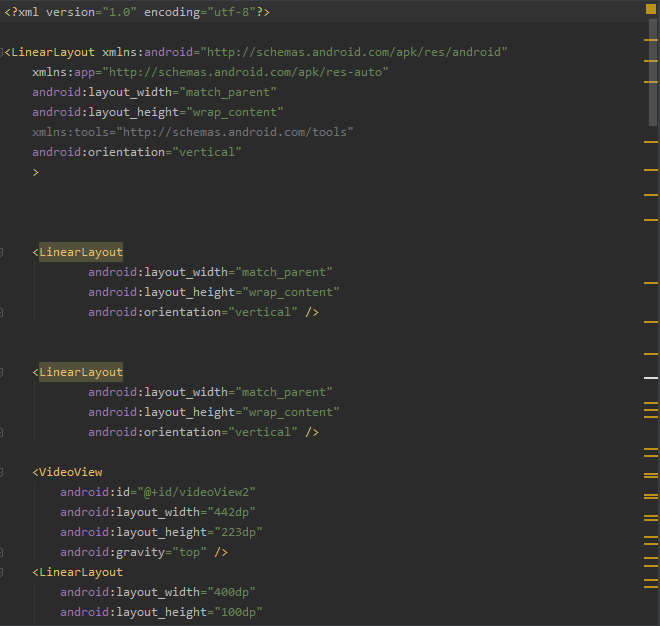 <?xml version="1.0" encoding="utf-8"?>
<LinearLayout xmlns:android="http://schemas.android.com/apk/res/android"
xmlns:app="http://schemas.android.com/apk/res-auto"
android:layout_width="match_parent"
android:layout_height="wrap_content"
xmlns:tools="http://schemas.android.com/tools"
android:orientation="vertical"
>
<LinearLayout
android:layout_width="match_parent"
android:layout_height="wrap_content"
android:orientation="vertical" />
<LinearLayout
android:layout_width="match_parent"
android:layout_height="wrap_content"
android:orientation="vertical" />
<VideoView
android:id="@+id/videoView2"
android:layout_width="442dp"
android:layout_height="223dp"
android:gravity="top" />
<LinearLayout
android:layout_width="400dp"
android:layout_height="100dp"